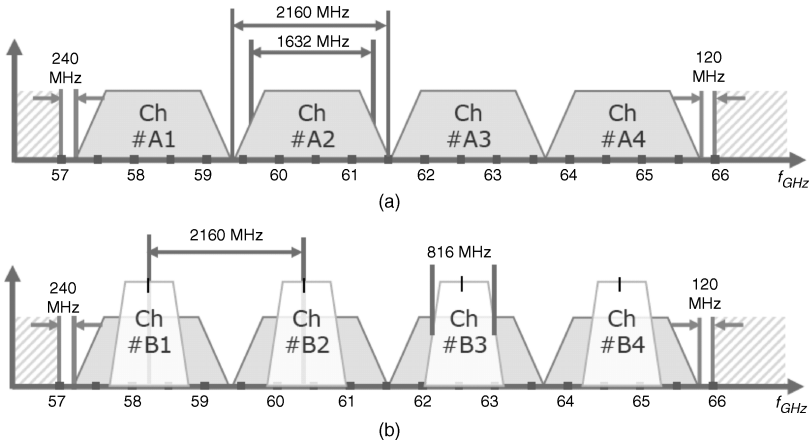 2160 MHz
1632 MHz
240
MHz
120
MHz
Ch
#A1
Ch
#A2
Ch
#A3
Ch
#A4
57 58 59 60 61 62 63 64 65 66 fGHz
(a)
2160 MHz
816 MHz
240
MHz
120
MHz
Ch
#B1
Ch
#B2
Ch
#B3
Ch
#B4
57 58 59 60 61 62 63 64 65 66 fGHz
(b)